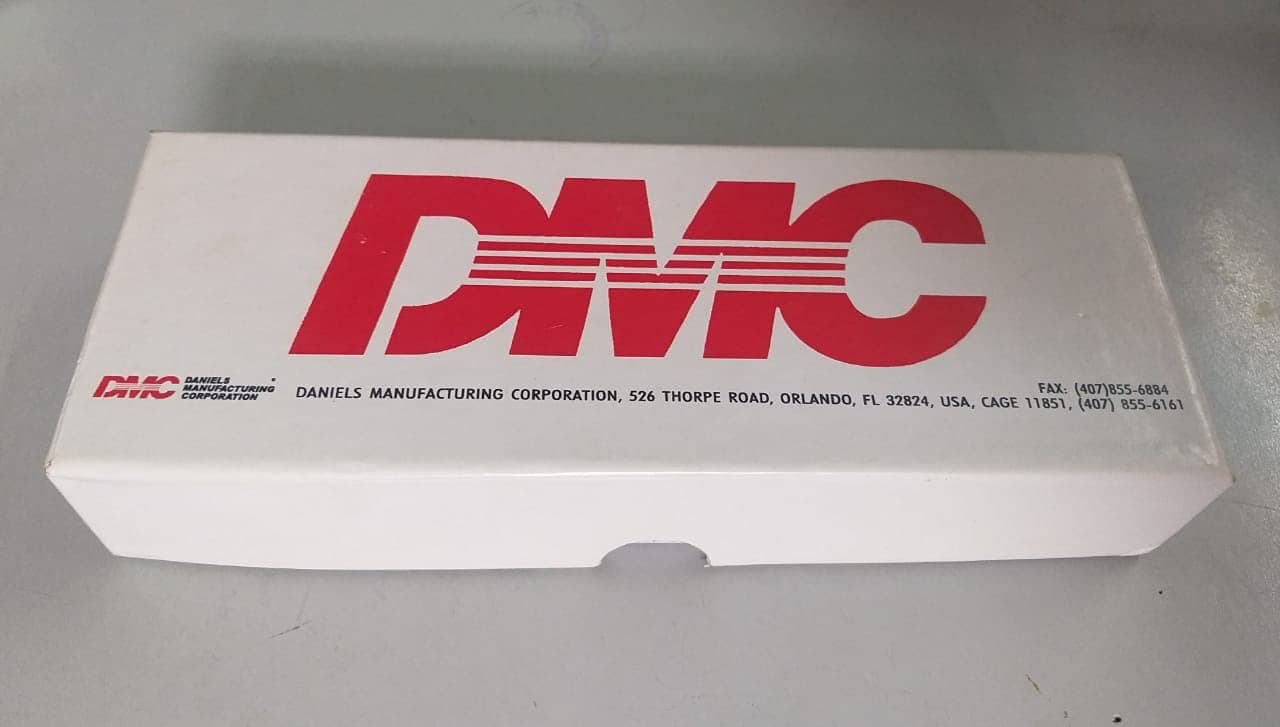 DMC
DMC DANIELS
MANUFACTURING
CORPORATION
DANIELS MANUFACTURING CORPORATION, 526 THORPE ROAD, ORLANDO, FL 32824, USA, CAGE 11851, (407) 855-6161
FAX: (407)855-6884